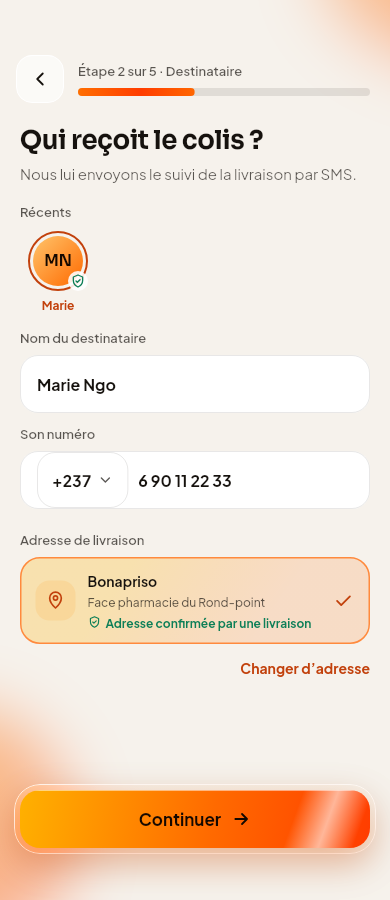 Étape 2 sur 5 · Destinataire
Qui reçoit le colis ?
Nous lui envoyons le suivi de la livraison par SMS.
Récents
MN
Marie
Nom du destinataire
Marie Ngo
Son numéro
+237 6 90 11 22 33
Adresse de livraison
Bonapriso
Face pharmacie du Rond-point
Adresse confirmée par une livraison
Changer d’adresse
Continuer →